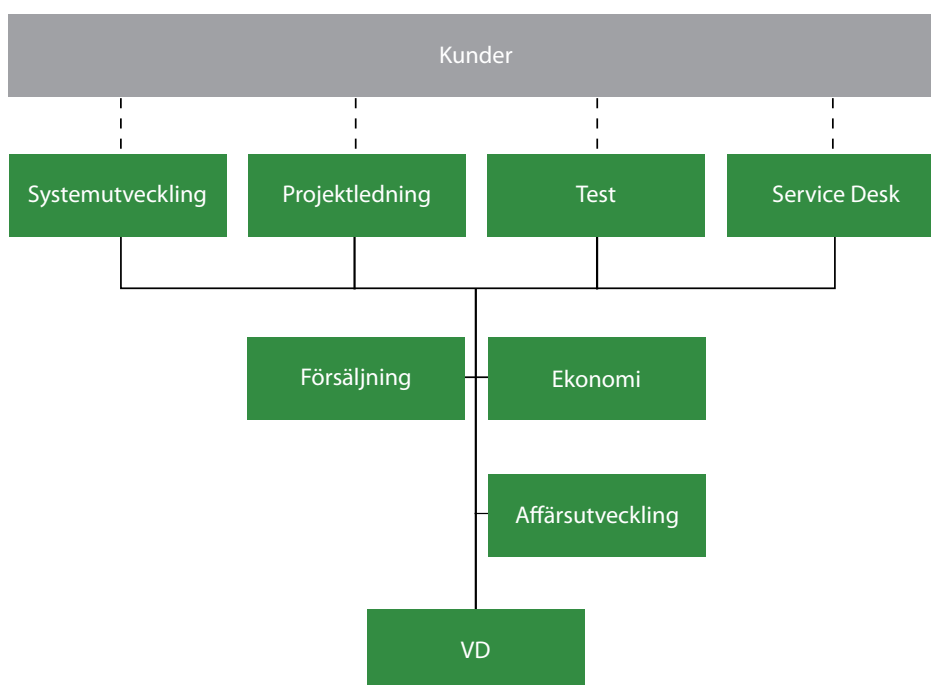 Kunder
Systemutveckling
Projektledning
Test
Service Desk
Försäljning
Ekonomi
Affärsutveckling
VD